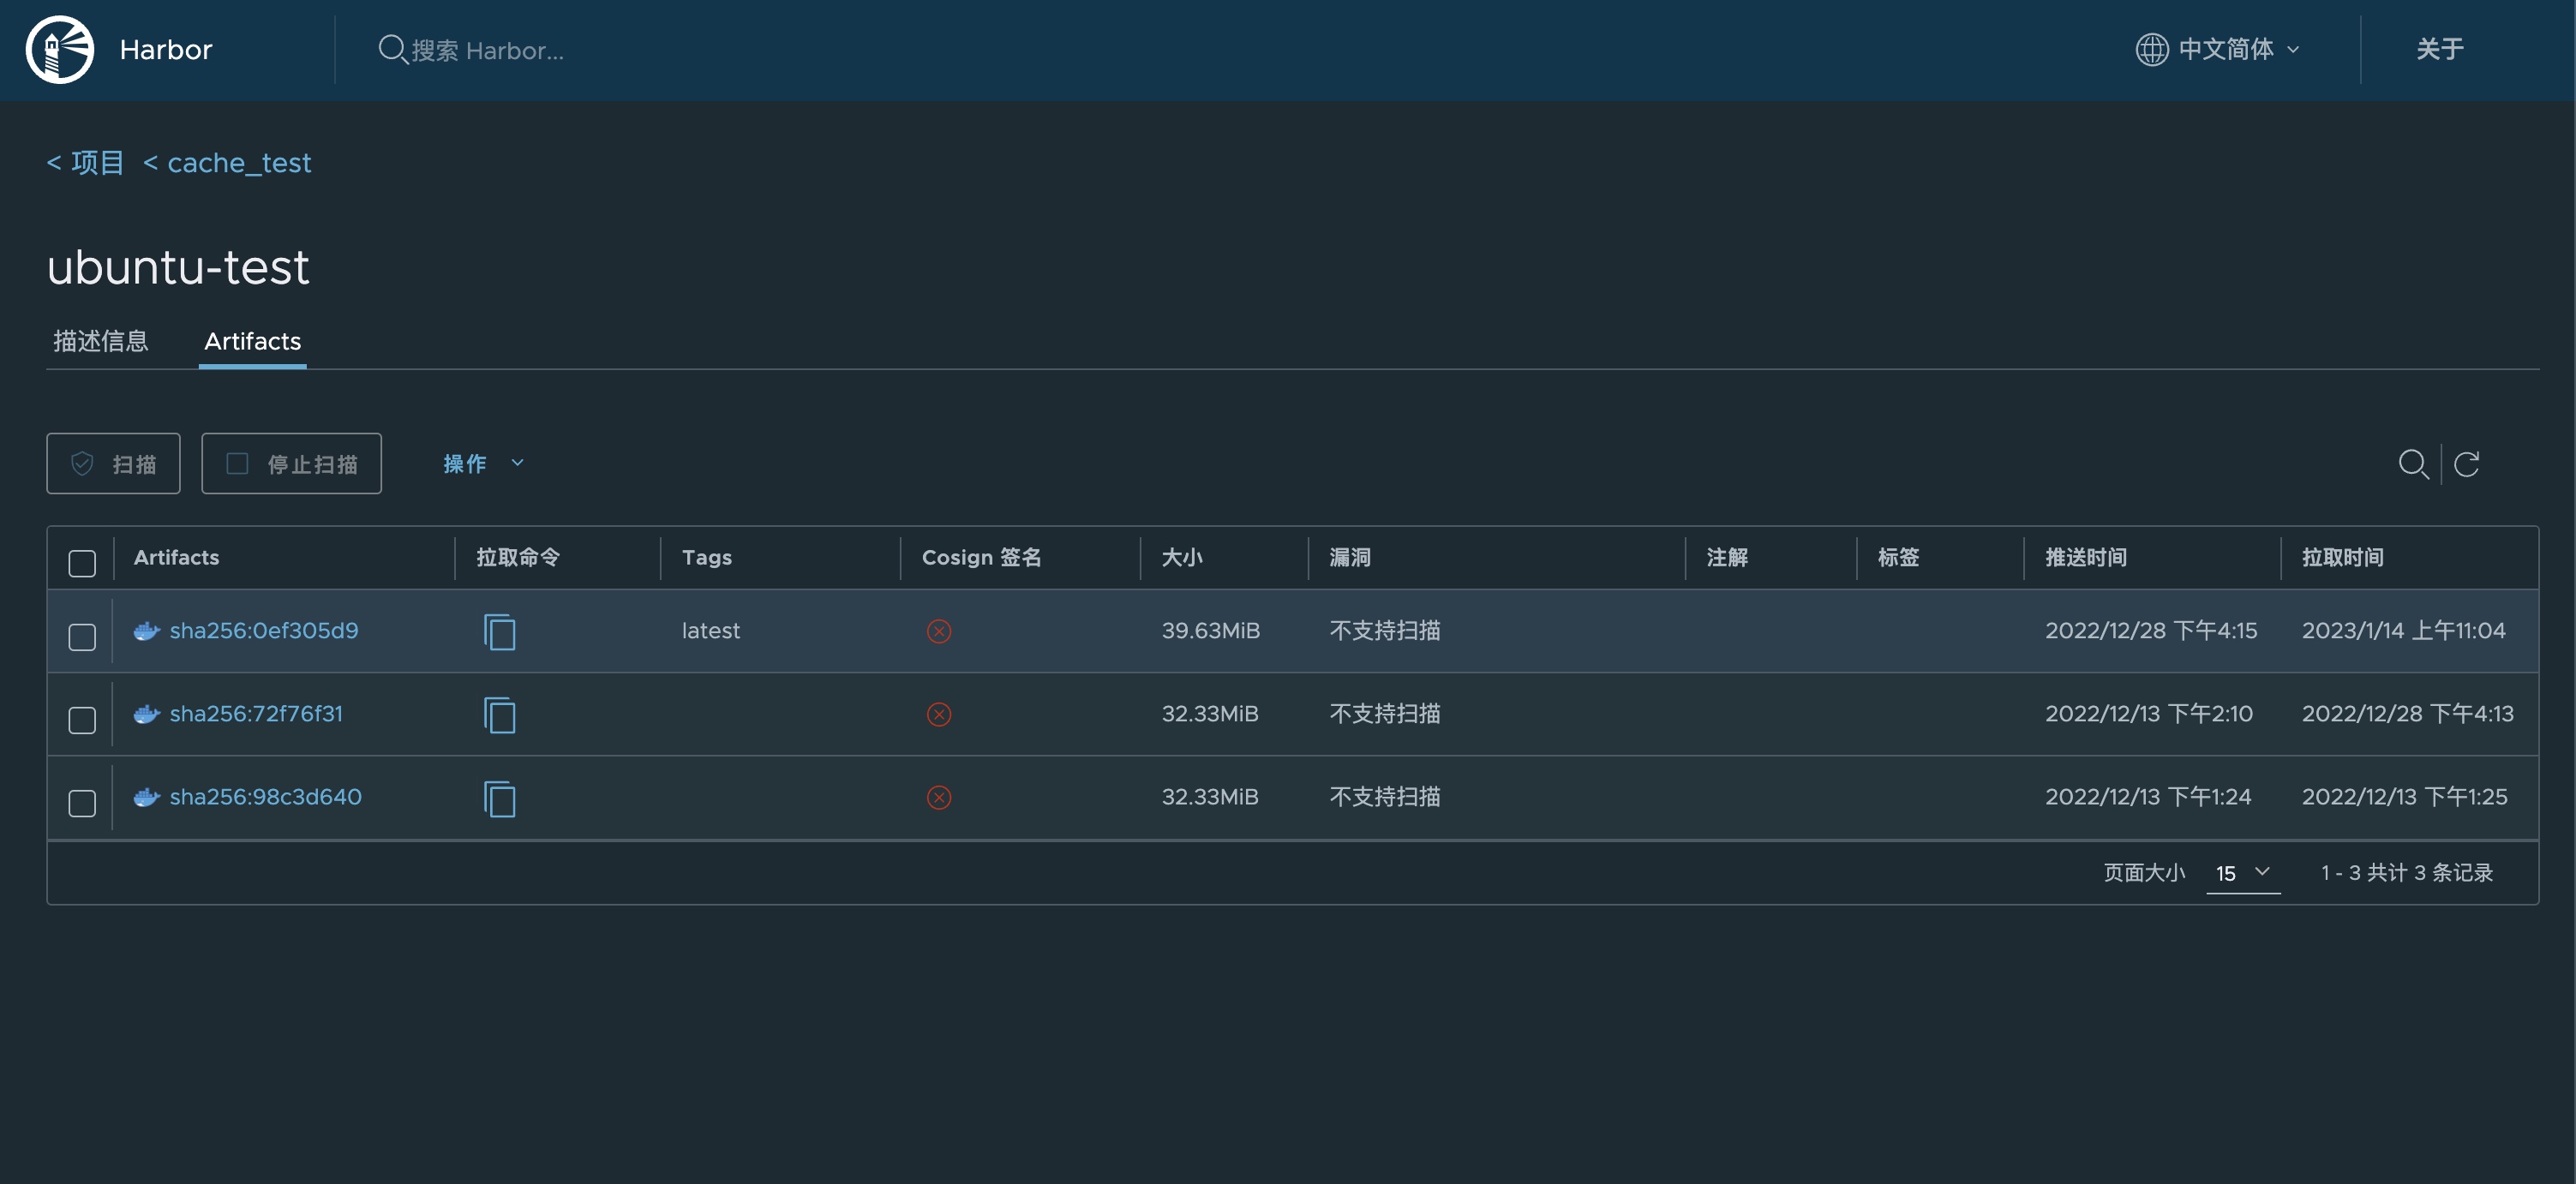 Harbor 搜索 Harbor... 中文简体 关于
< 项目 < cache_test
ubuntu-test
描述信息 Artifacts
扫描 停止扫描 操作
Artifacts 拉取命令 Tags Cosign 签名 大小 漏洞 注解 标签 推送时间 拉取时间
sha256:0ef305d9 latest 39.63MiB 不支持扫描 2022/12/28 下午4:15 2023/1/14 上午11:04
sha256:72f76f31 32.33MiB 不支持扫描 2022/12/13 下午2:10 2022/12/28 下午4:13
sha256:98c3d640 32.33MiB 不支持扫描 2022/12/13 下午1:24 2022/12/13 下午1:25
页面大小 15 1 - 3 共计 3 条记录